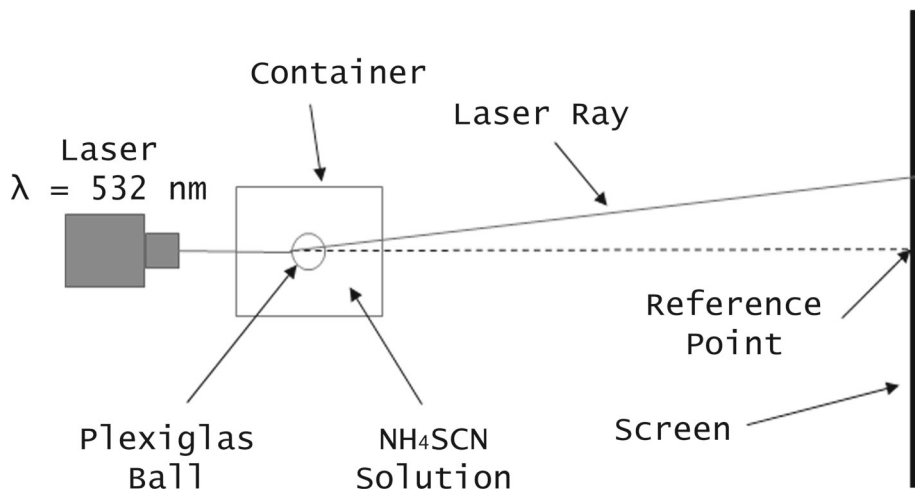 Container
Laser Ray
Laser
λ = 532 nm
Reference
Point
Screen
Plexiglas
Ball
NH₄SCN
Solution